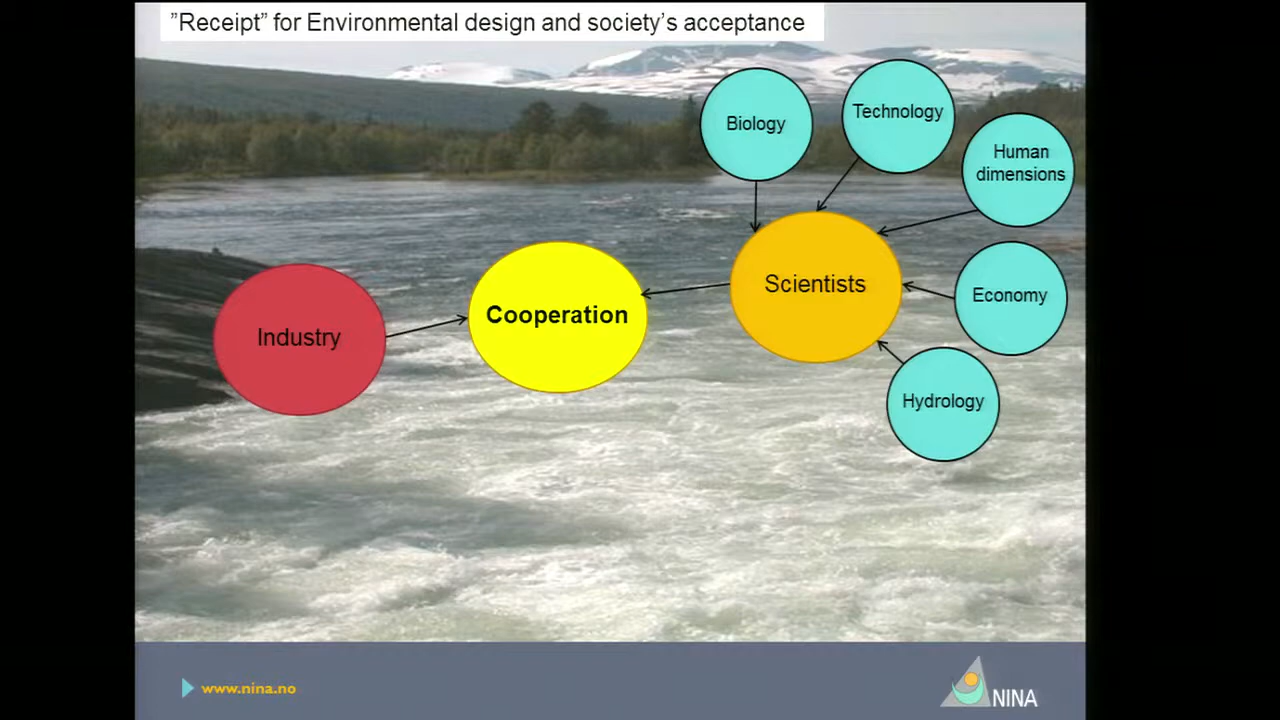 ”Receipt” for Environmental design and society’s acceptance
Biology
Technology
Human
dimensions
Scientists
Economy
Cooperation
Industry
Hydrology
www.nina.no
NINA